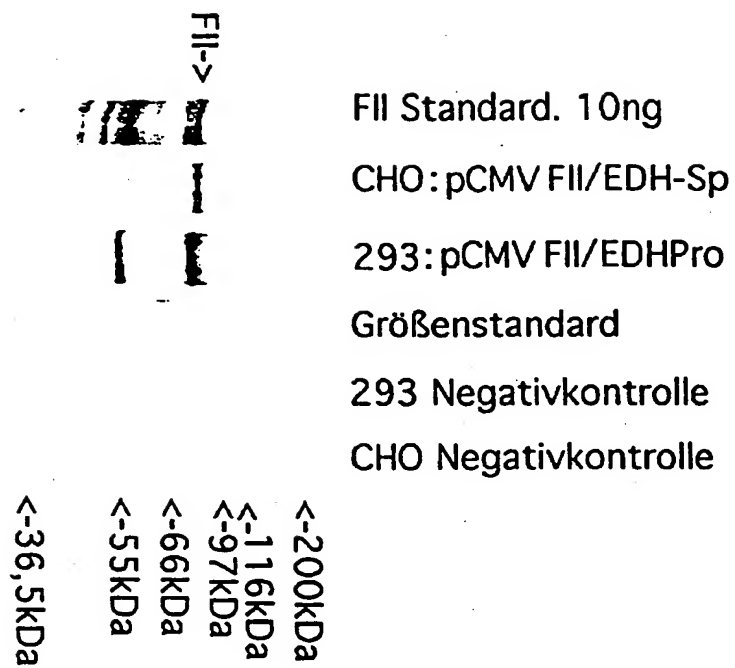 FII->
FII Standard. 10ng
CHO:pCMV FII/EDH-Sp
293:pCMV FII/EDHPro
Größenstandard
293 Negativkontrolle
CHO Negativkontrolle
<-200kDa
<-116kDa
<-97kDa
<-66kDa
<-55kDa
<-36,5kDa